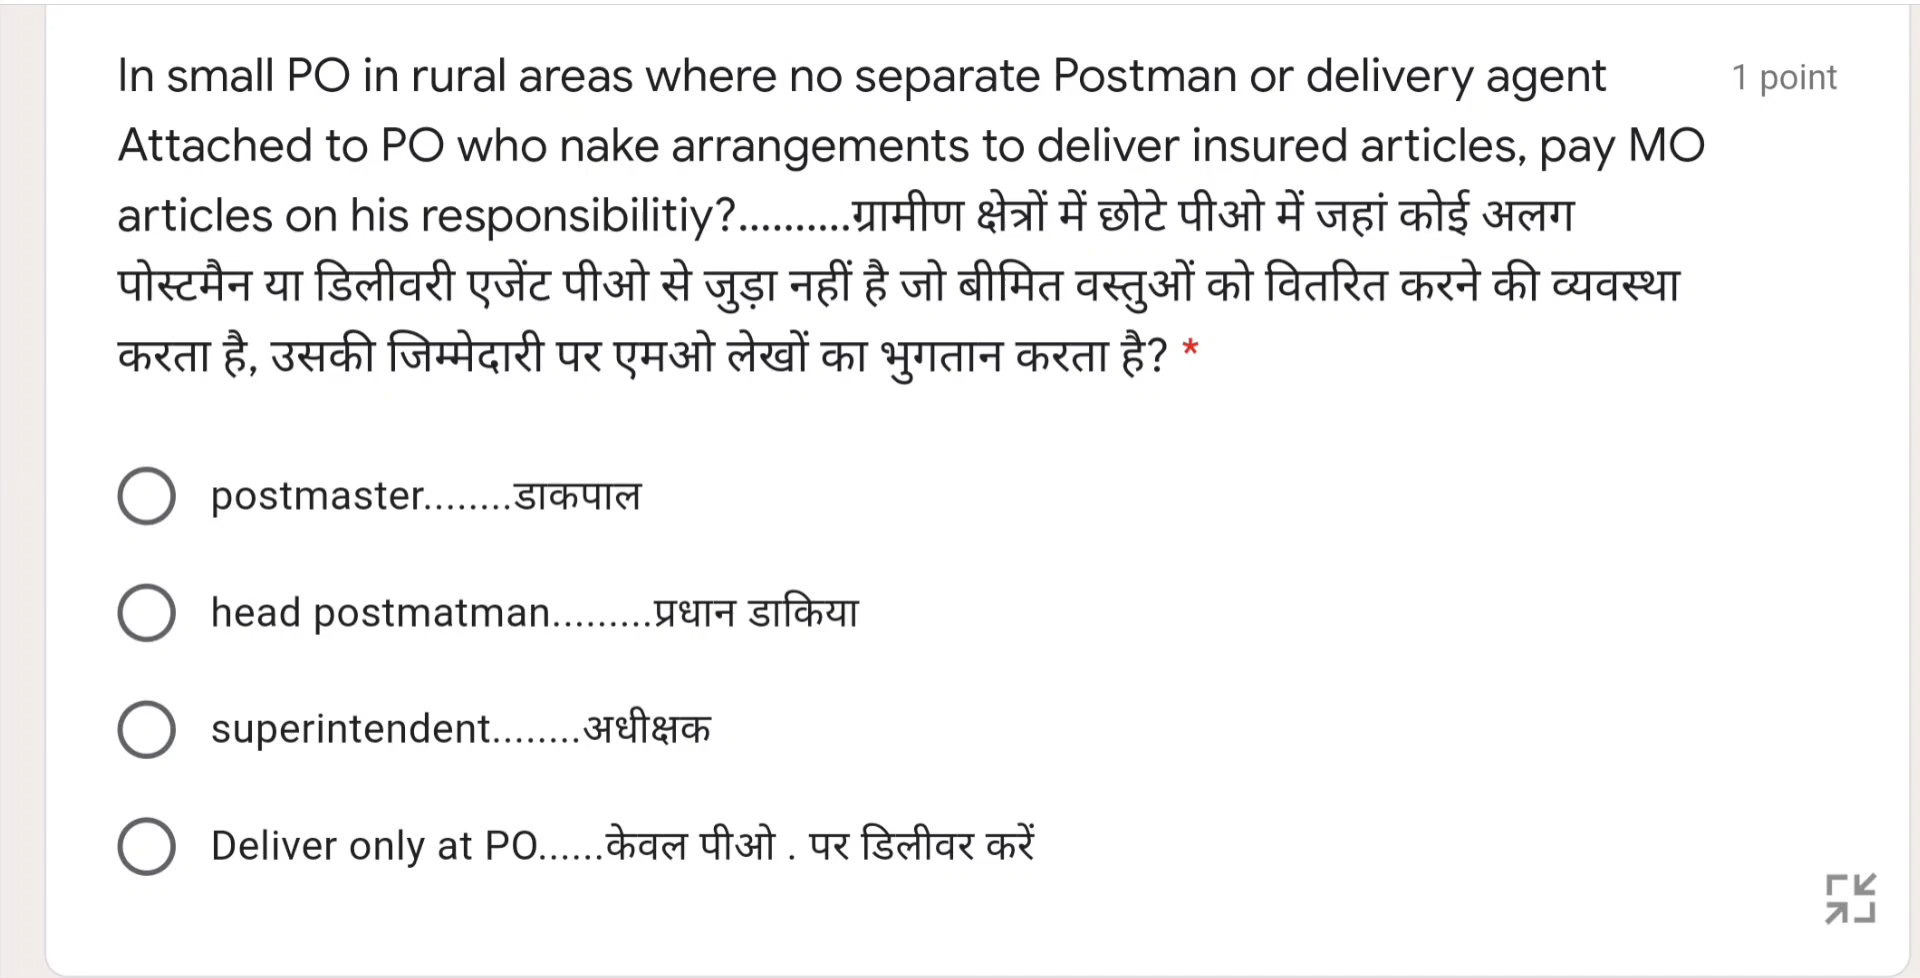 In small PO in rural areas where no separate Postman or delivery agent
1 point
Attached to PO who nake arrangements to deliver insured articles, pay MO
articles on his responsibilitiy?..........ग्रामीण क्षेत्रों में छोटे पीओ में जहां कोई अलग
पोस्टमैन या डिलीवरी एजेंट पीओ से जुड़ा नहीं है जो बीमित वस्तुओं को वितरित करने की व्यवस्था
करता है, उसकी जिम्मेदारी पर एमओ लेखों का भुगतान करता है? *
postmaster........डाकपाल
head postmatman.........प्रधान डाकिया
superintendent........अधीक्षक
Deliver only at PO......केवल पीओ . पर डिलीवर करें